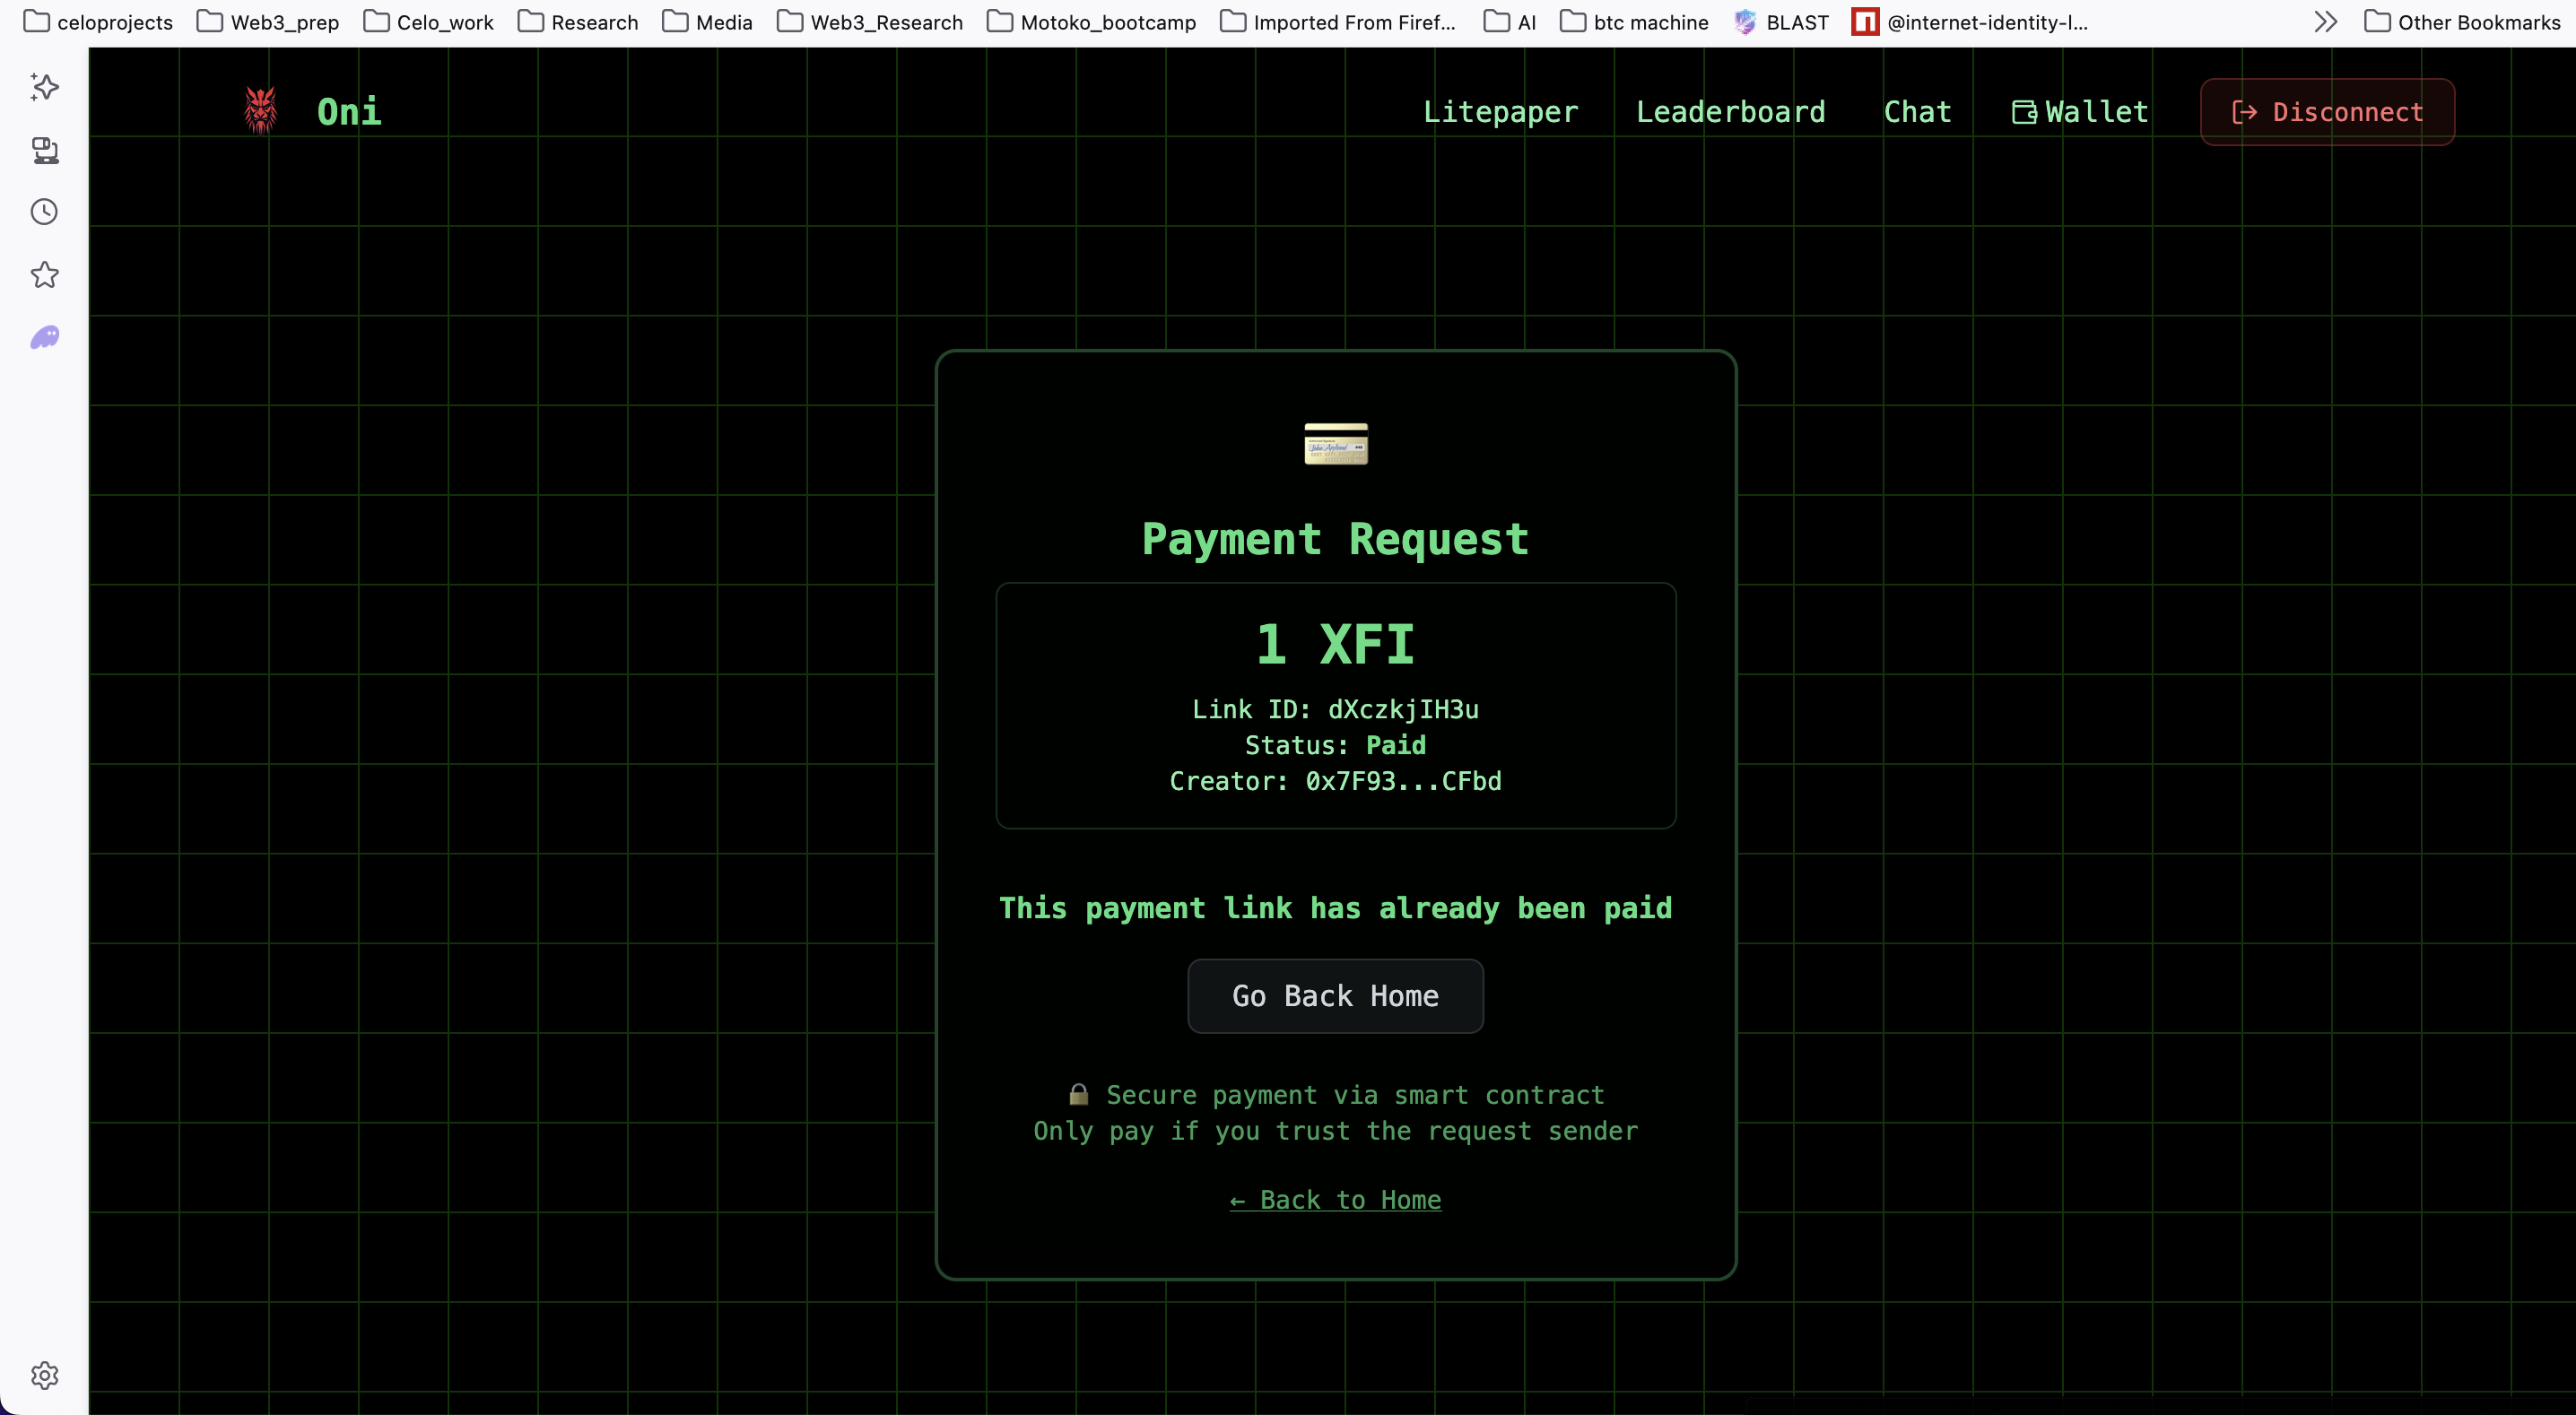 celoprojects Web3_prep Celo_work Research Media Web3_Research Motoko_bootcamp Imported From Firef... AI btc machine BLAST @internet-identity-l... Other Bookmarks
Oni Litepaper Leaderboard Chat Wallet Disconnect
Payment Request
1 XFI
Link ID: dXczkjIH3u
Status: Paid
Creator: 0x7F93...CFbd
This payment link has already been paid
Go Back Home
🔒 Secure payment via smart contract
Only pay if you trust the request sender
← Back to Home